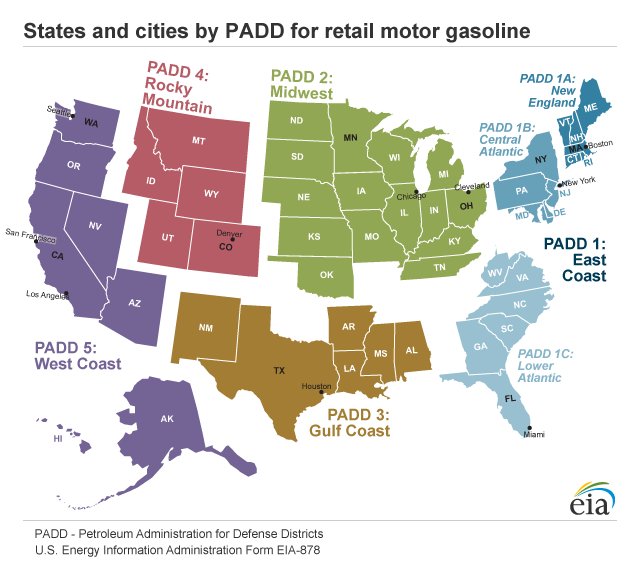 States and cities by PADD for retail motor gasoline
PADD 4:
Rocky
Mountain
PADD 2:
Midwest
PADD 1A:
New
England
PADD 1B:
Central
Atlantic
Seattle
WA
OR
San Francisco
CA
NV
Los Angeles
AZ
MT
ID
WY
UT
Denver
CO
ND
MN
SD
WI
MI
NE
IA
Chicago
Cleveland
IL
IN
OH
KS
MO
KY
OK
TN
ME
VT
NH
MA
Boston
CT
RI
NY
New York
PA
NJ
MD
DE
PADD 1:
East
Coast
WV
VA
NC
SC
GA
PADD 1C:
Lower
Atlantic
FL
Miami
NM
TX
Houston
AR
LA
MS
AL
PADD 5:
West Coast
PADD 3:
Gulf Coast
AK
HI
eia
PADD - Petroleum Administration for Defense Districts
U.S. Energy Information Administration Form EIA-878